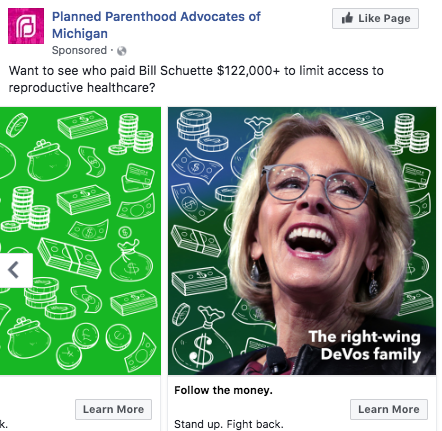 Planned Parenthood Advocates of
Michigan
Like Page
Sponsored ·
Want to see who paid Bill Schuette $122,000+ to limit access to
reproductive healthcare?
The right-wing
DeVos family
Follow the money.
Learn More
Learn More
k.
Stand up. Fight back.